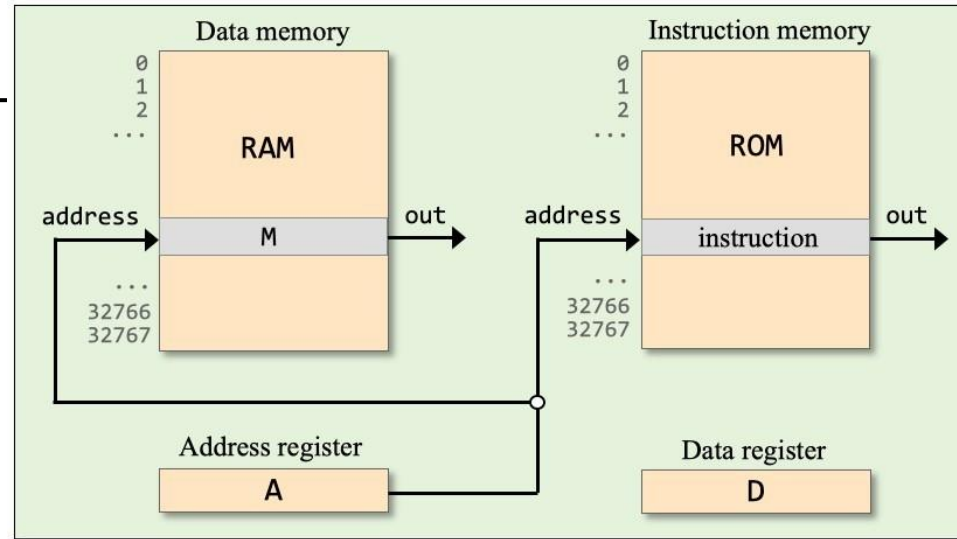 Data memory
0
1
2
...
RAM
address
M
out
...
32766
32767
Instruction memory
0
1
2
...
ROM
address
instruction
out
...
32766
32767
Address register
A
Data register
D